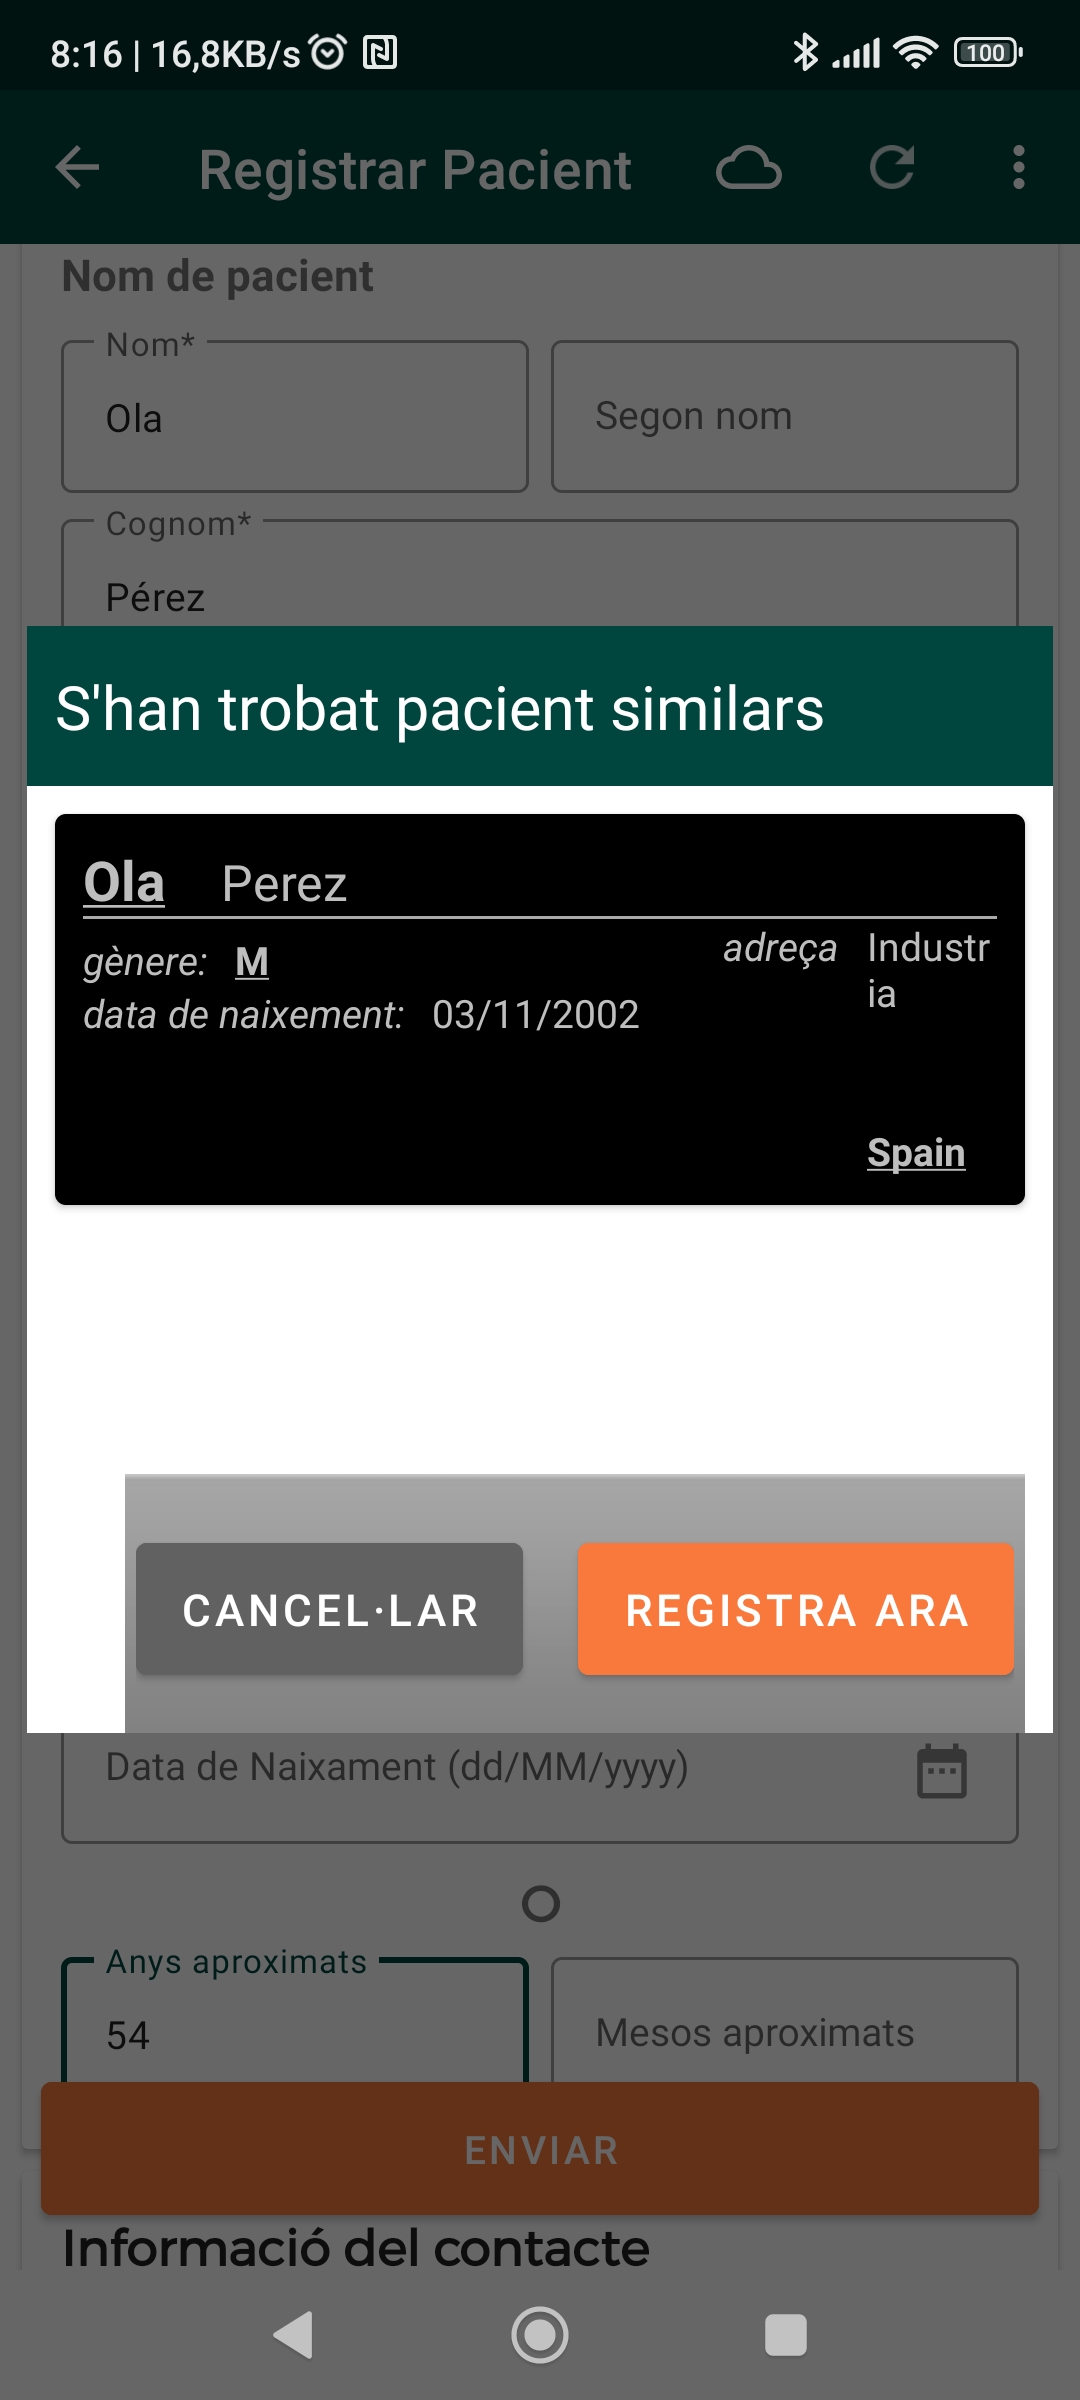 8:16 | 16,8KB/s
100
Registrar Pacient
Nom de pacient
Nom*
Ola
Segon nom
Cognom*
Pérez
S'han trobat pacient similars
Ola Perez
gènere: M
adreça Industr
ia
data de naixement: 03/11/2002
Spain
CANCEL·LAR
REGISTRA ARA
Data de Naixament (dd/MM/yyyy)
Anys aproximats
54
Mesos aproximats
ENVIAR
Informació del contacte